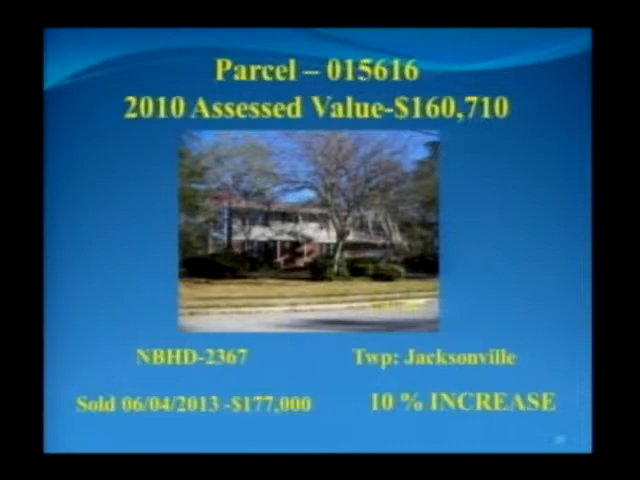 Parcel – 015616
2010 Assessed Value-$160,710
NBHD-2367
Twp: Jacksonville
Sold 06/04/2013 -$177,000
10 % INCREASE